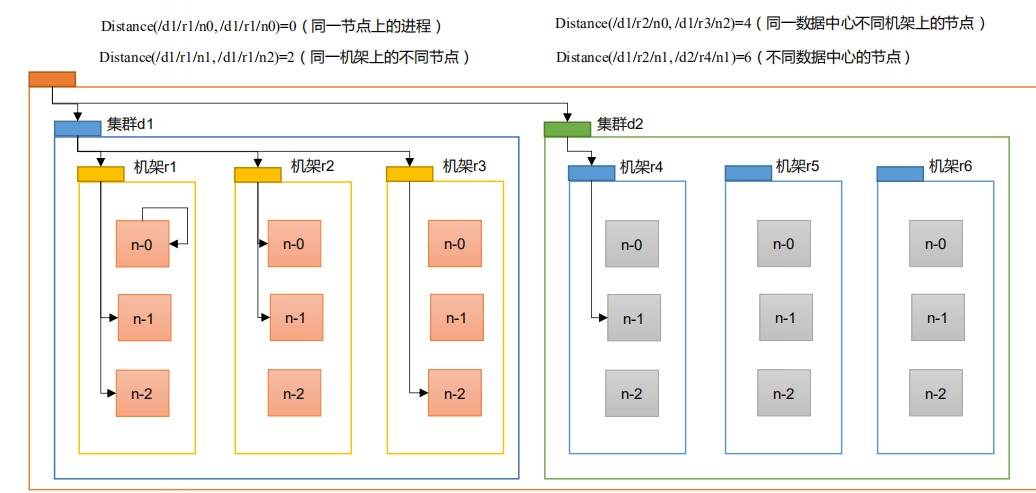 Distance(/d1/r1/n0, /d1/r1/n0)=0（同一节点上的进程）
Distance(/d1/r1/n1, /d1/r1/n2)=2（同一机架上的不同节点）
Distance(/d1/r2/n0, /d1/r3/n2)=4（同一数据中心不同机架上的节点）
Distance(/d1/r2/n1, /d2/r4/n1)=6（不同数据中心的节点）
集群d1
集群d2
机架r1
机架r2
机架r3
机架r4
机架r5
机架r6
n-0
n-0
n-0
n-0
n-0
n-0
n-1
n-1
n-1
n-1
n-1
n-1
n-2
n-2
n-2
n-2
n-2
n-2